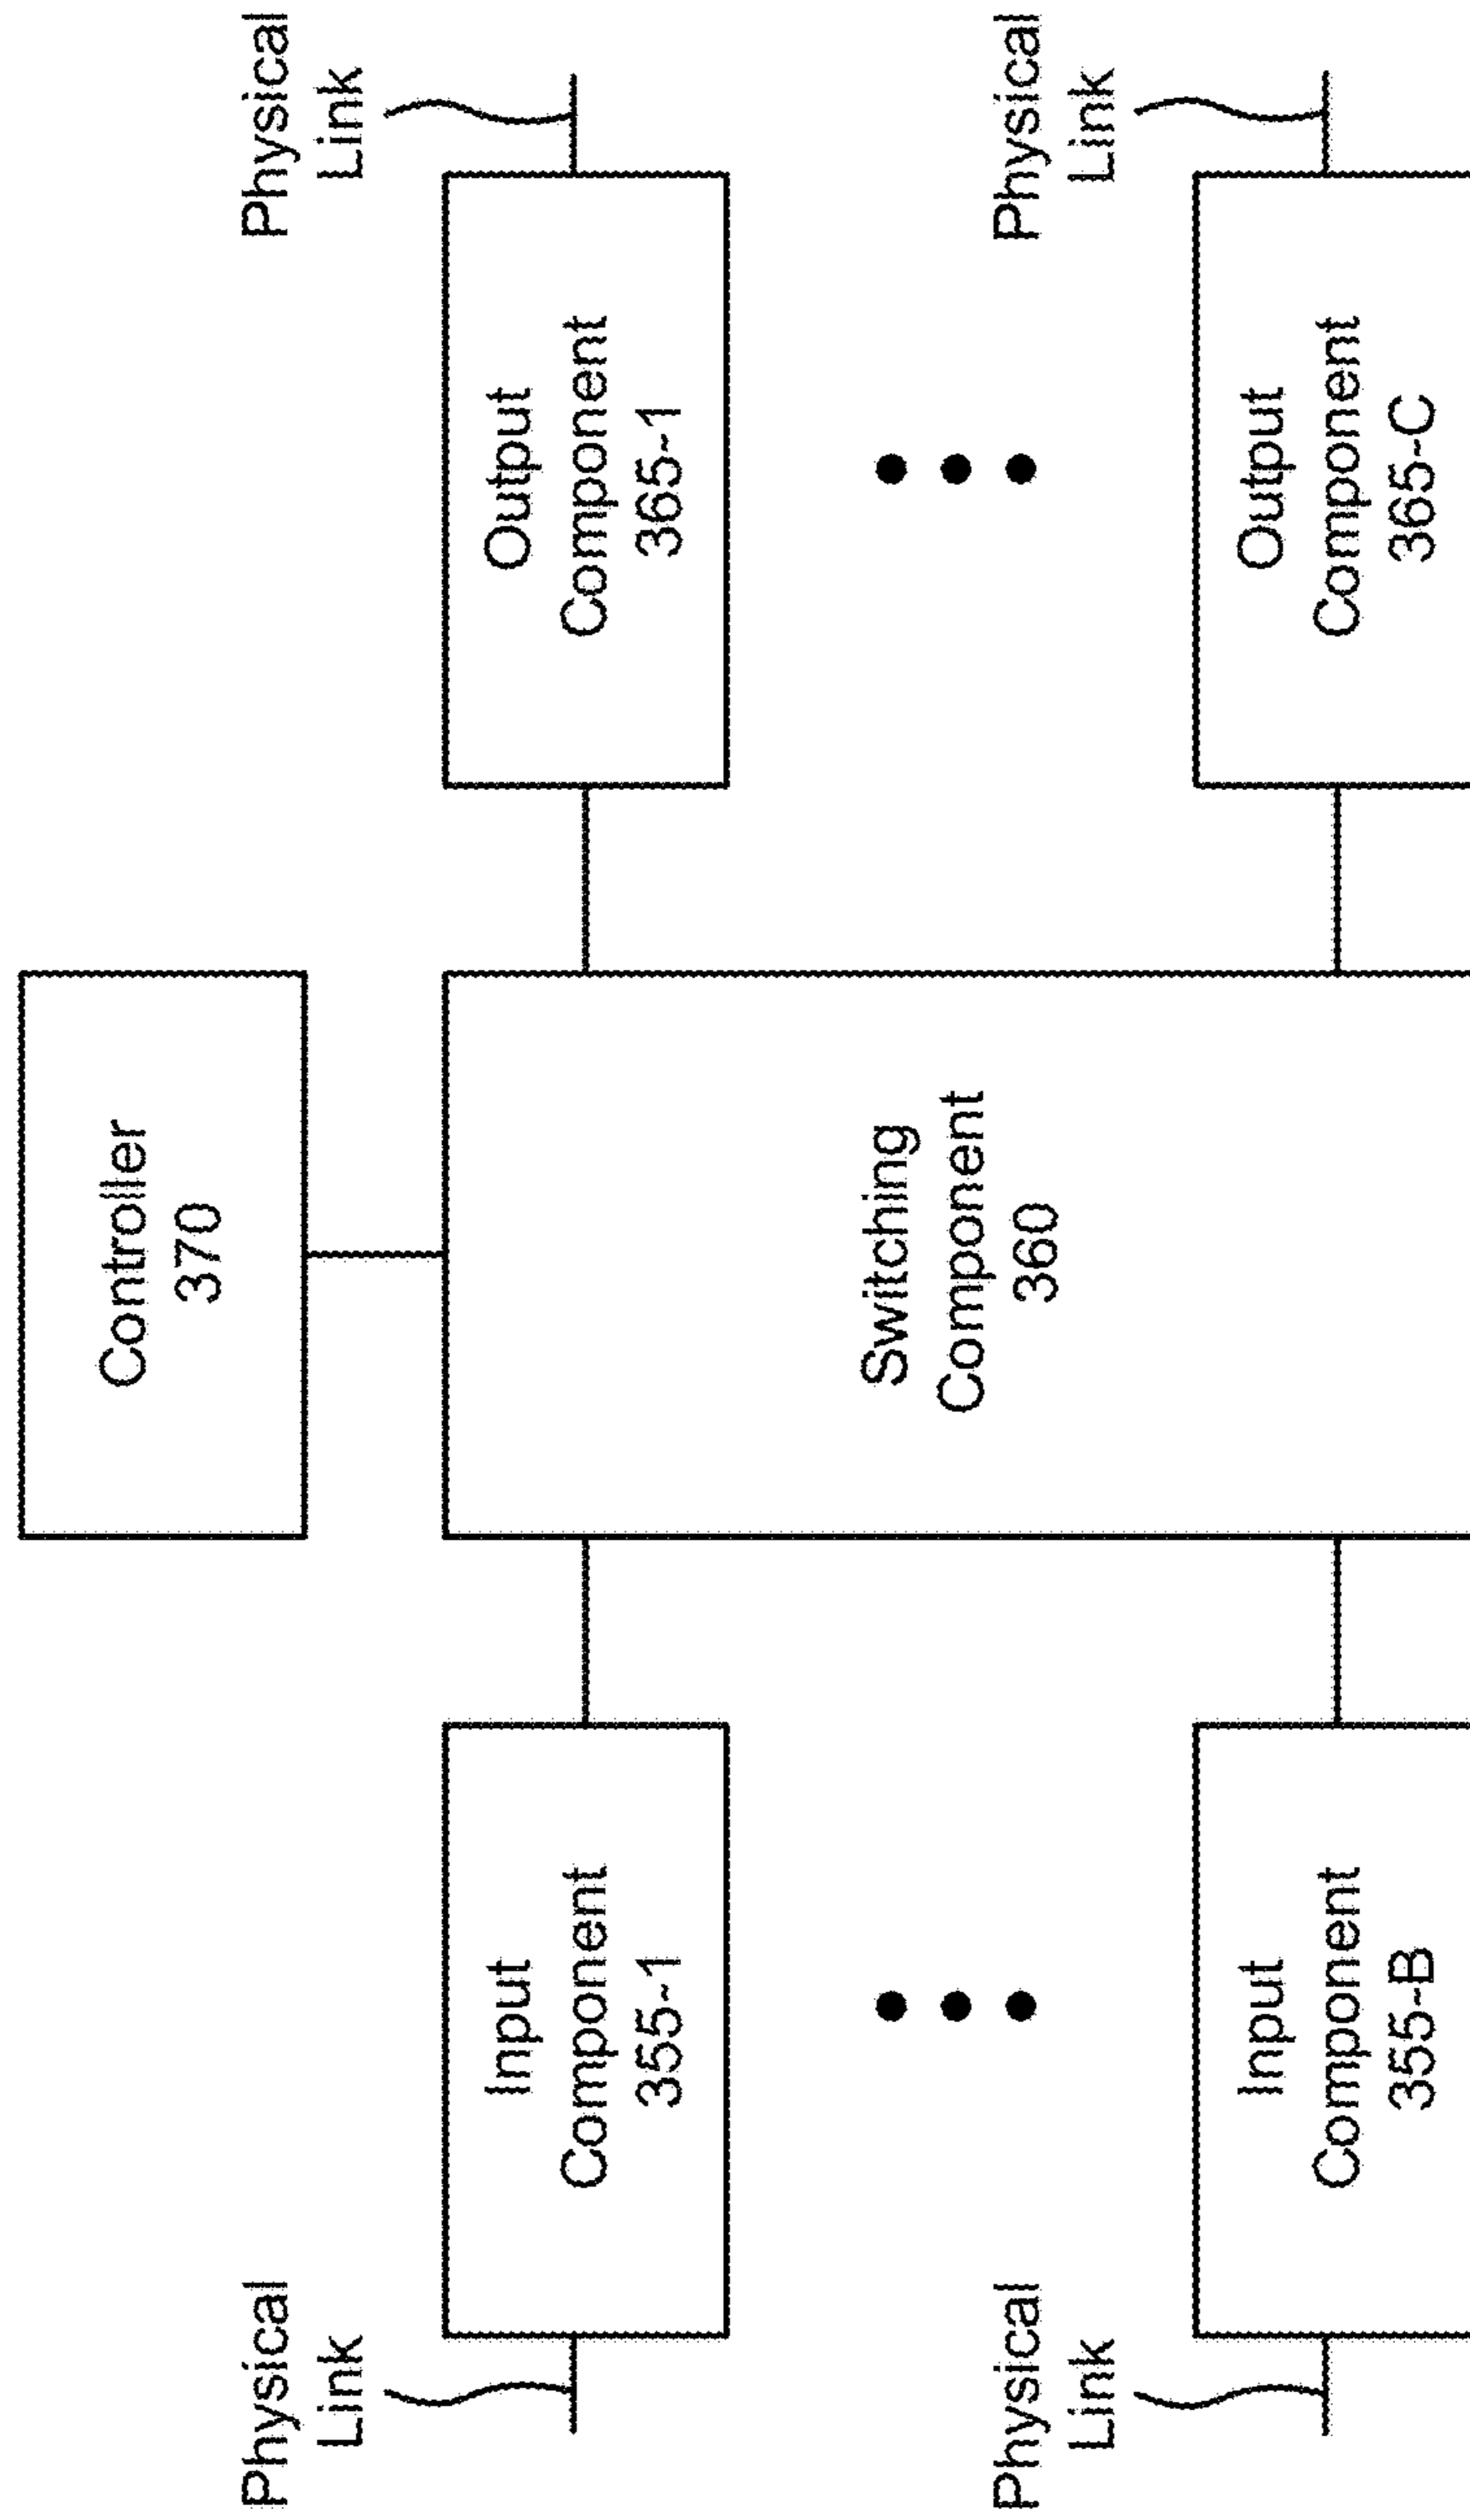 Controller
370
Physical
Link
Input
Component
355-1
Switching
Component
360
Output
Component
365-1
Physical
Link
Physical
Link
Input
Component
355-B
Output
Component
365-C
Physical
Link